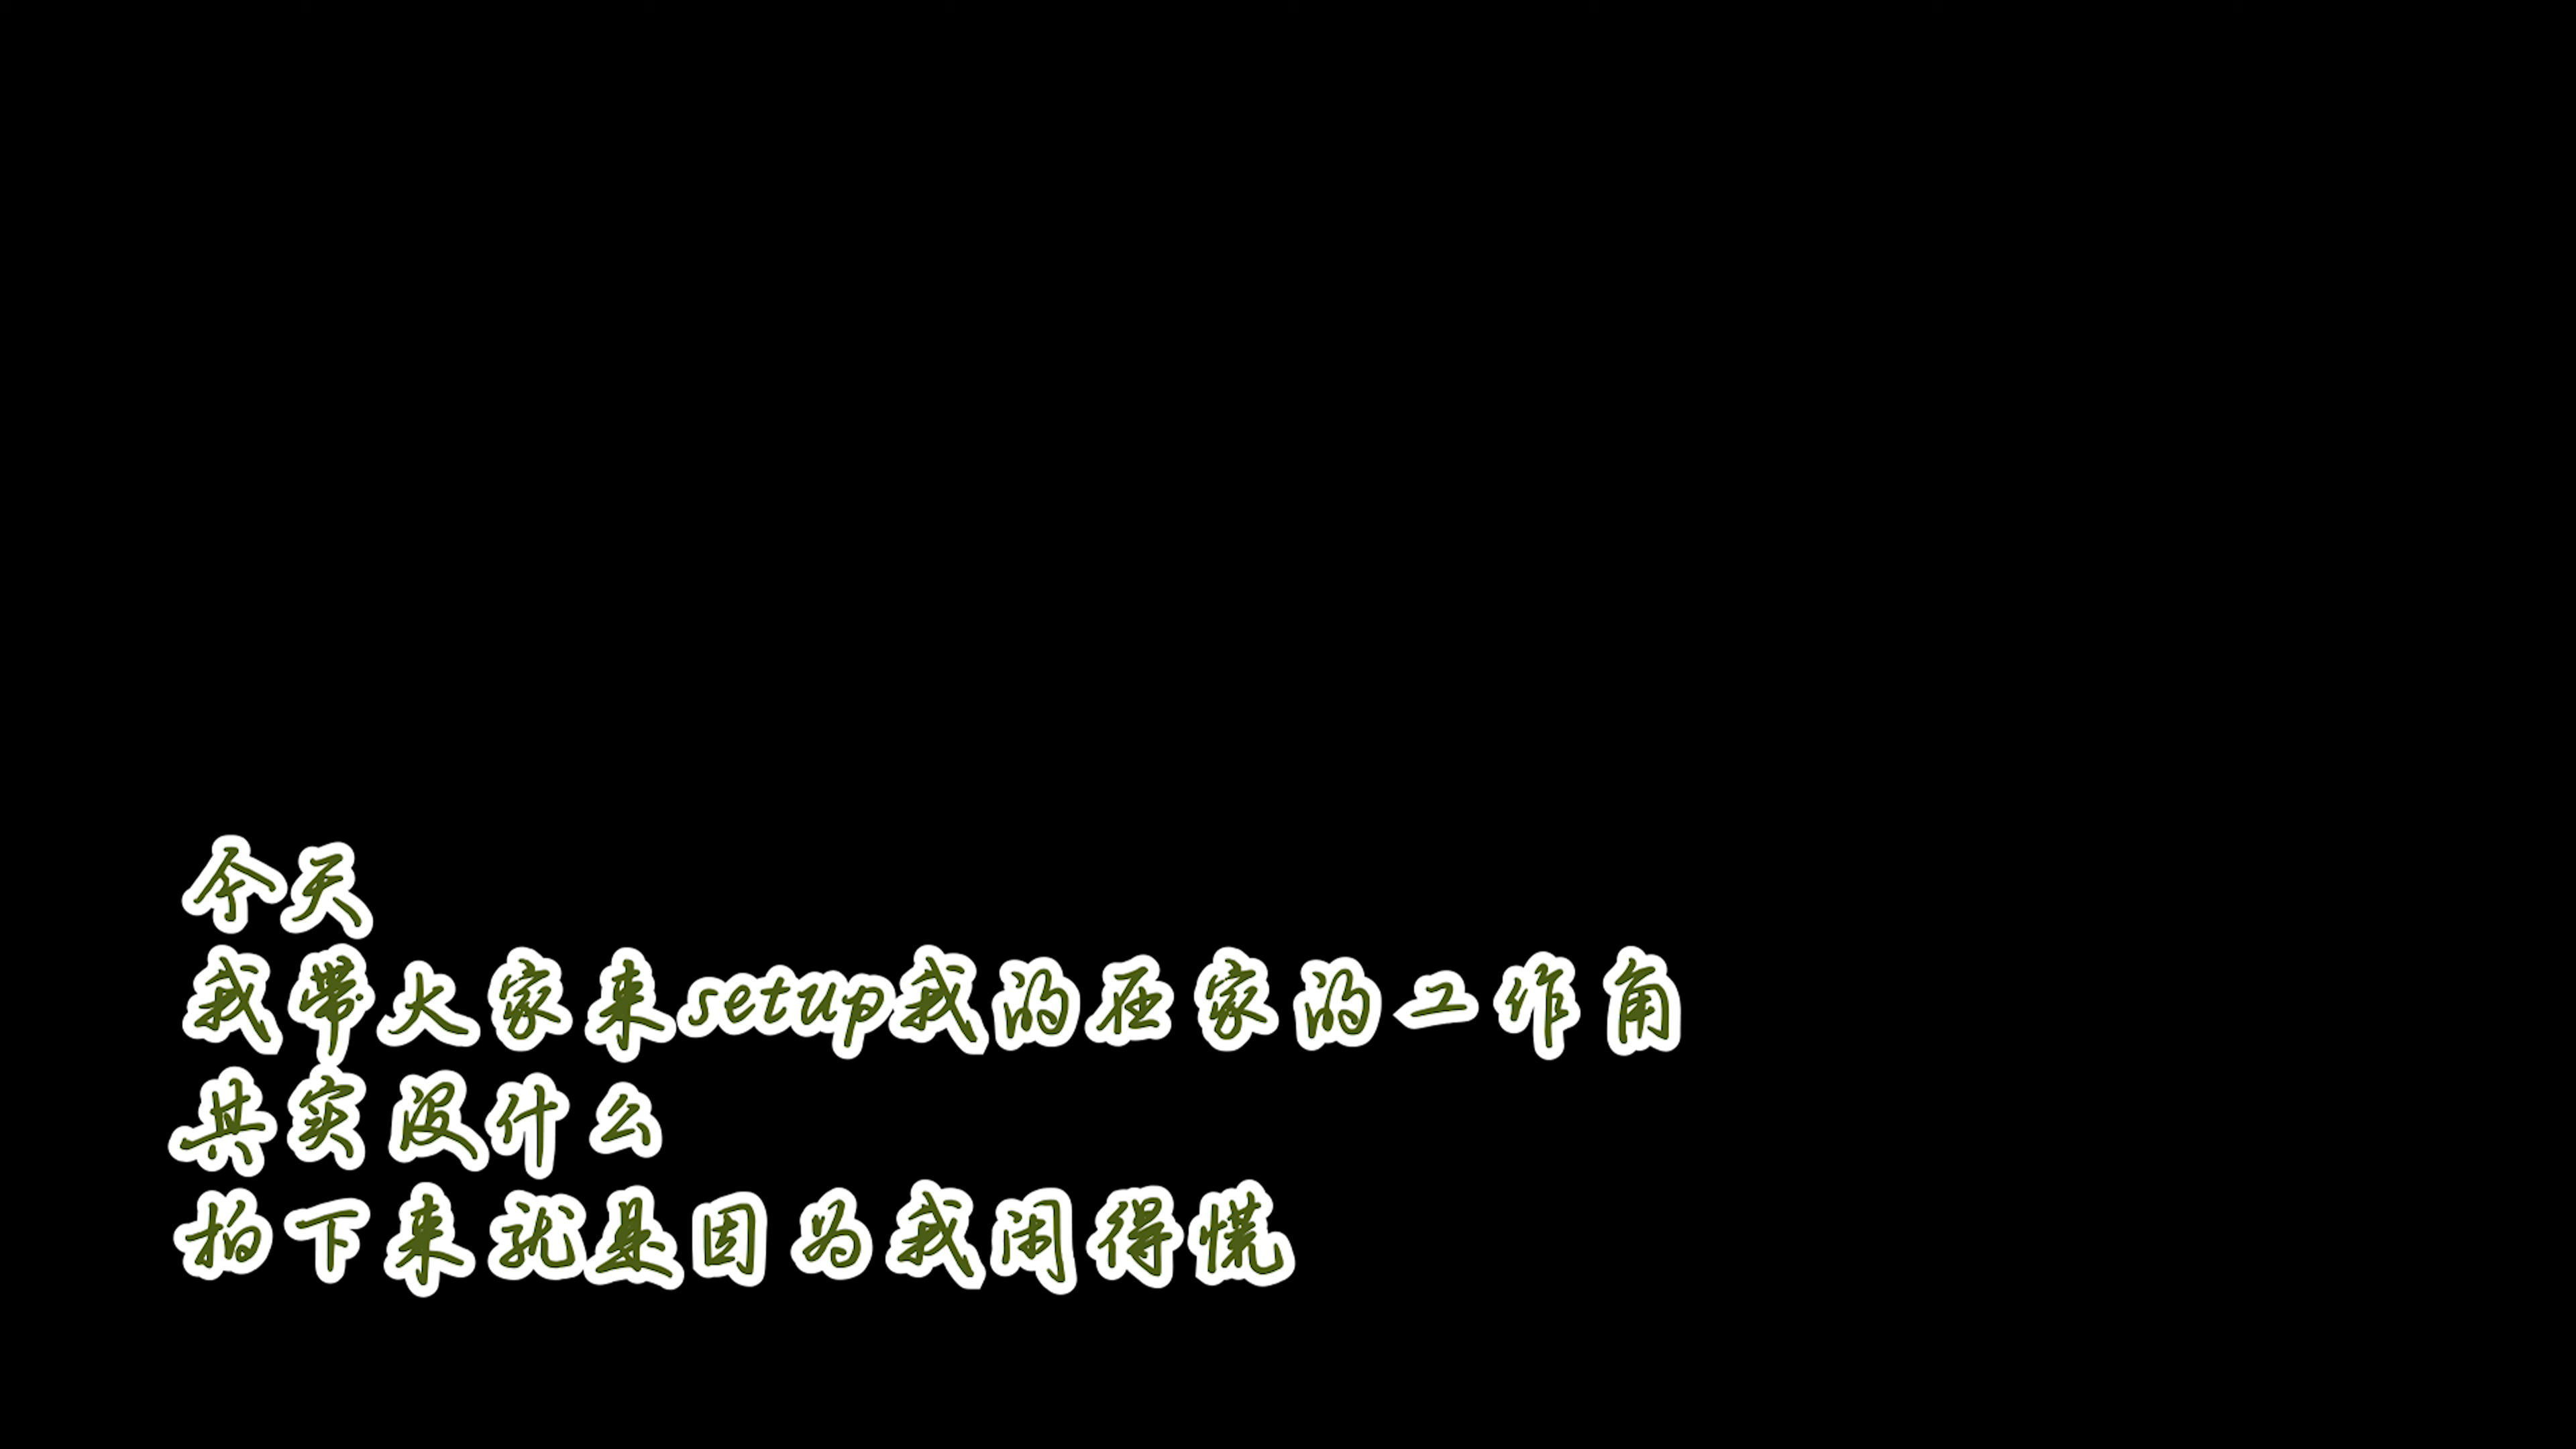 今天
我带大家来setup我的在家的工作角
其实没什么
拍下来就是因为我闲得慌